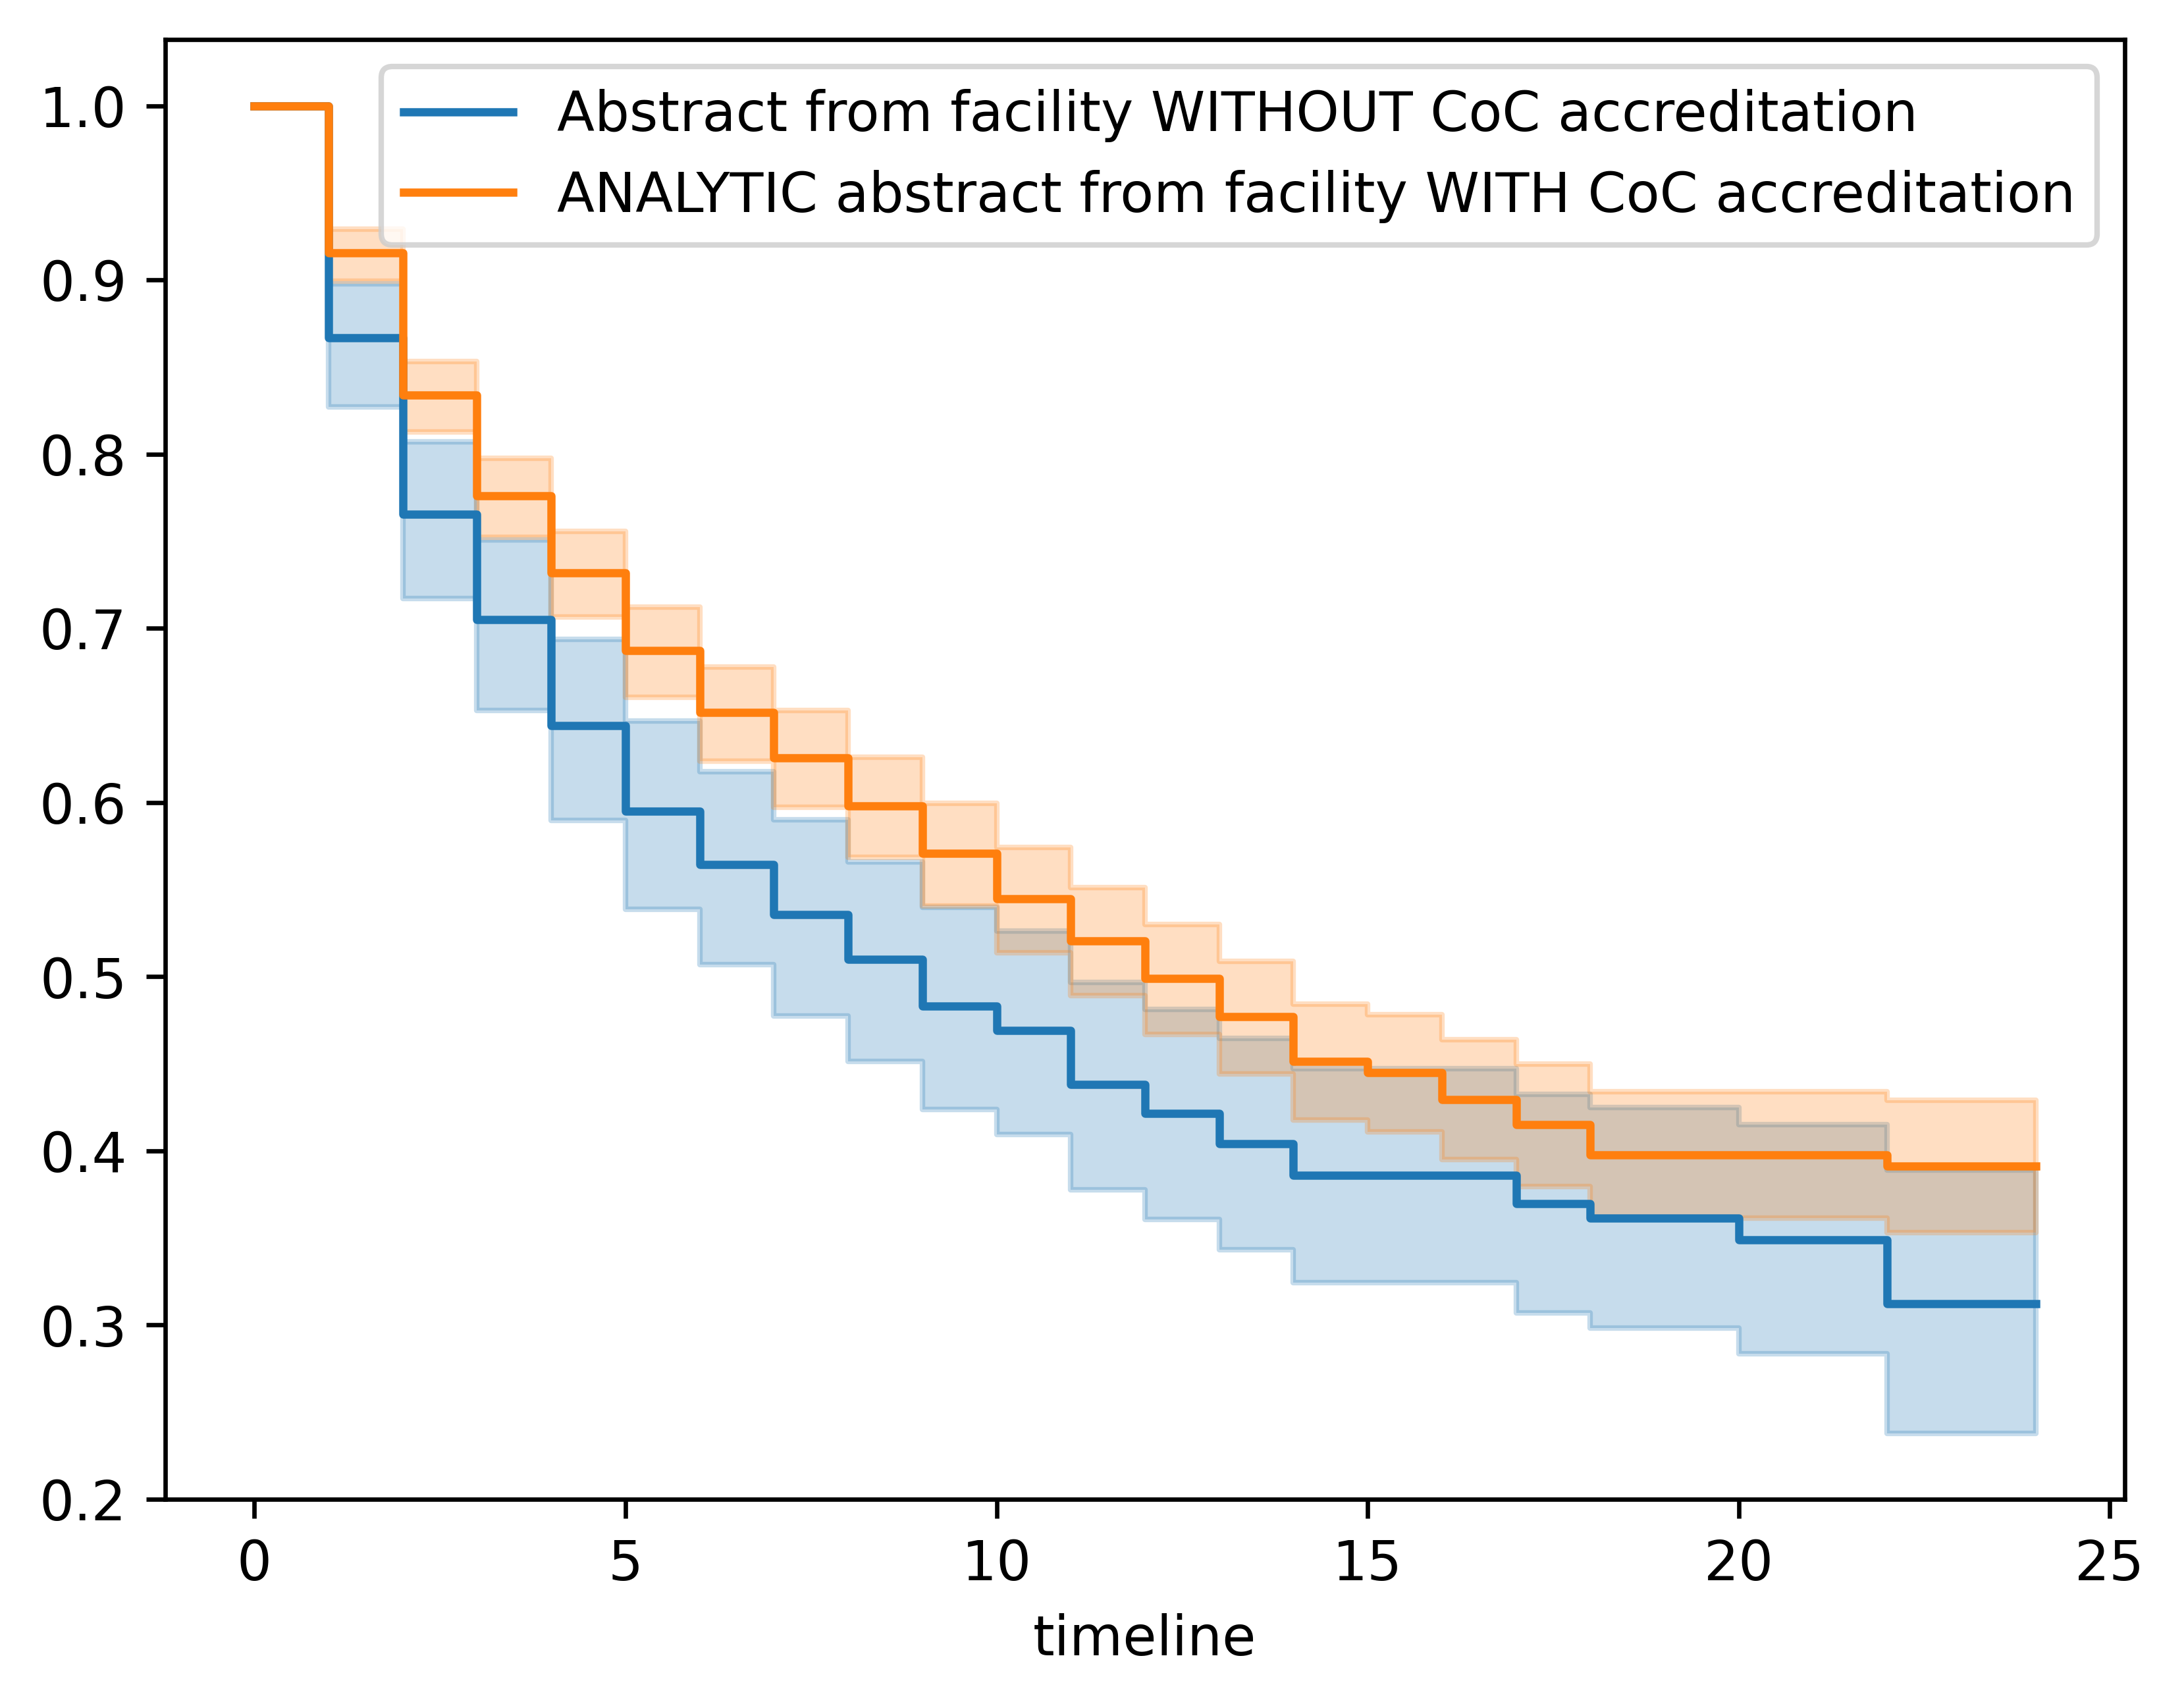 Abstract from facility WITHOUT CoC accreditation
ANALYTIC abstract from facility WITH CoC accreditation
1.0
0.9
0.8
0.7
0.6
0.5
0.4
0.3
0.2
0 5 10 15 20 25
timeline